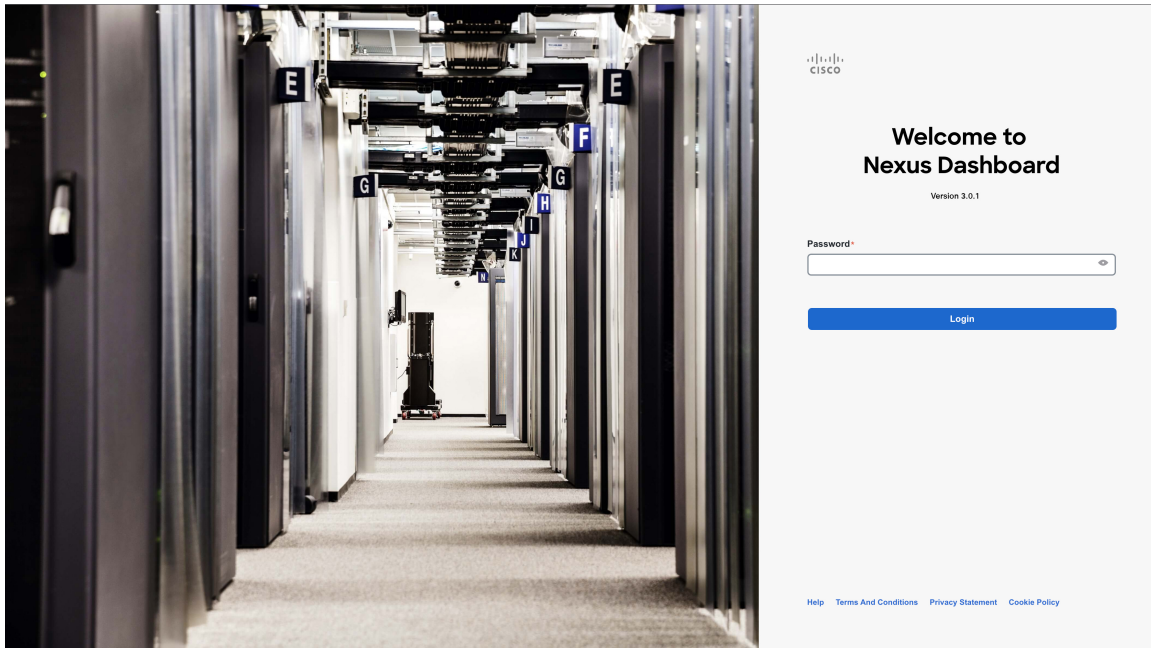 E
E
F
G
G
H
I
J
K
N
CISCO
Welcome to
Nexus Dashboard
Version 3.0.1
Password*
Login
Help Terms And Conditions Privacy Statement Cookie Policy